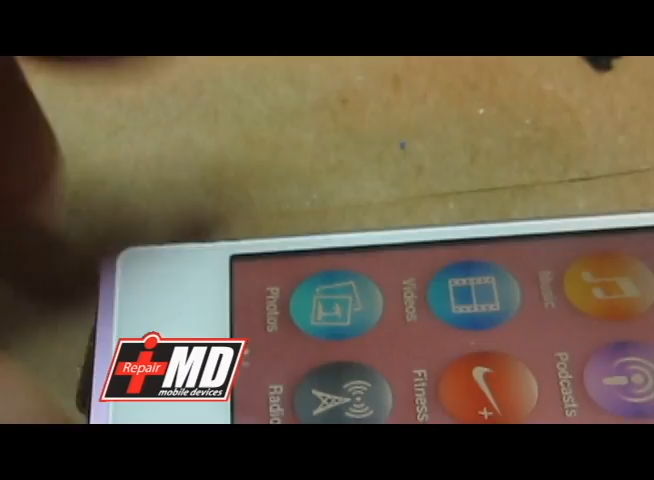 Music
Videos
Photos
Podcasts
Fitness
Radio
Repair
MD
mobile devices